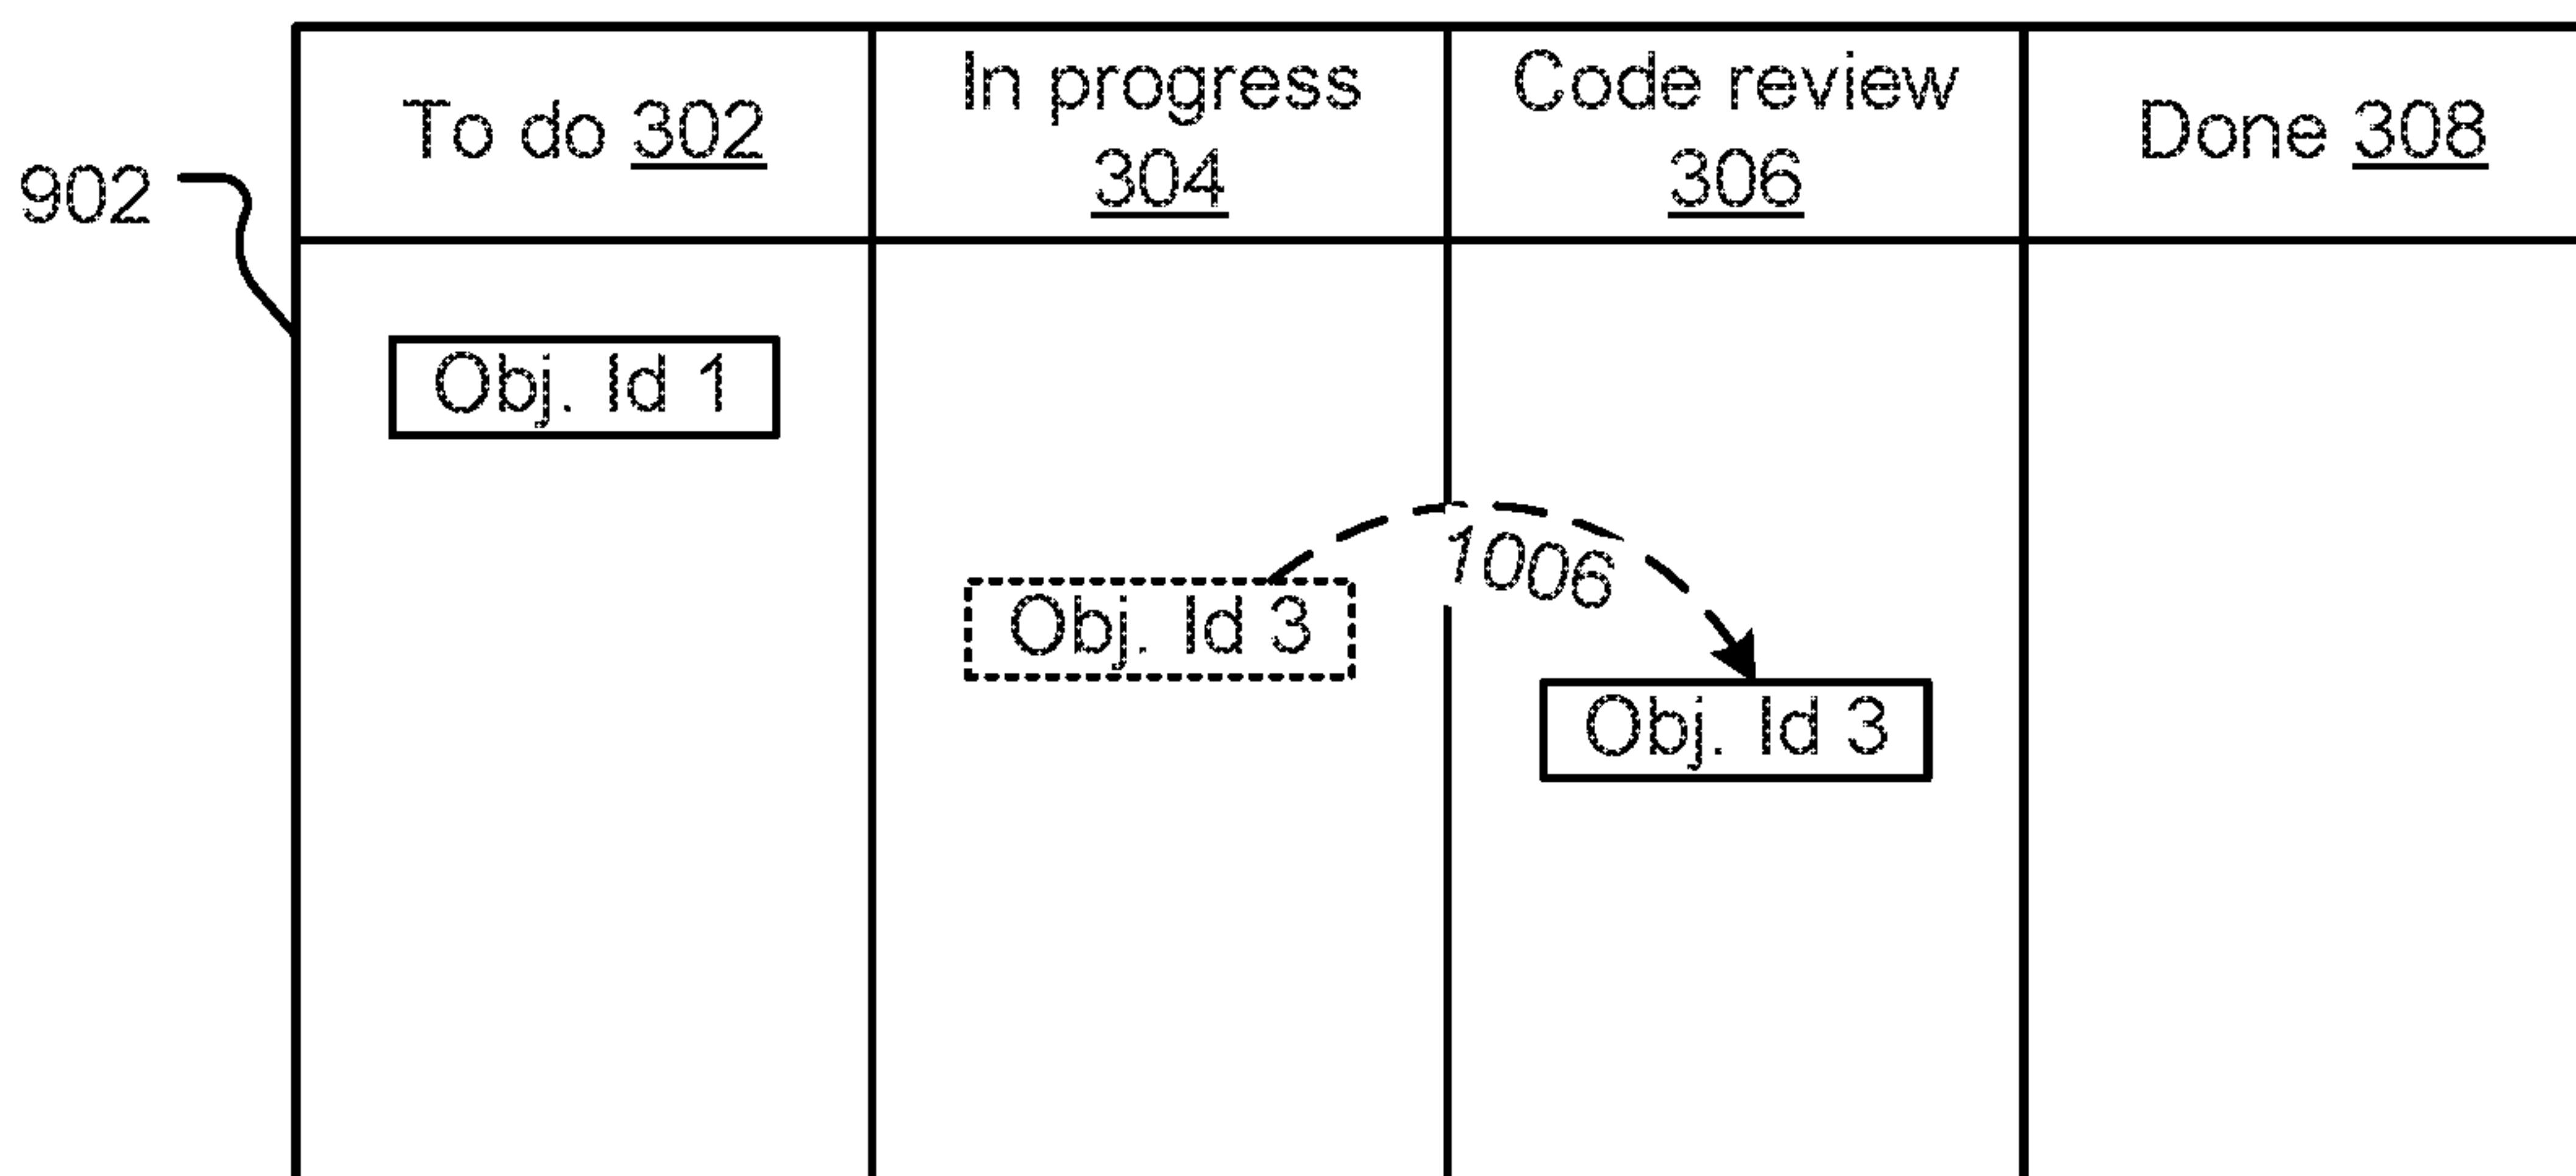 To do 302
In progress
304
Code review
306
Done 308
902
Obj. Id 1
1006
Obj. Id 3
Obj. Id 3